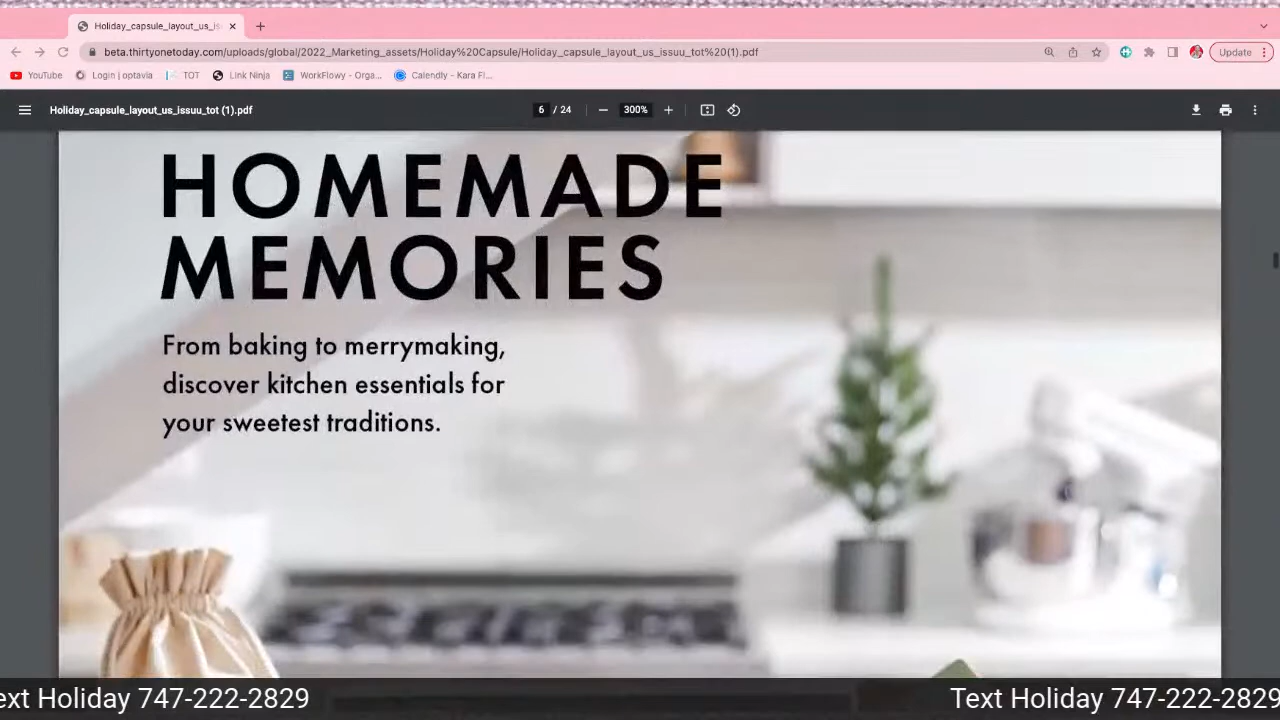 Holiday_capsule_layout_us_is
beta.thirtyonetoday.com/uploads/global/2022_Marketing_assets/Holiday%20Capsule/Holiday_capsule_layout_us_issuu_tot%20(1).pdf
Update
YouTube
Login | optavia
TOT
Link Ninja
WorkFlowy - Orga...
Calendly - Kara Fi...
Holiday_capsule_layout_us_issuu_tot (1).pdf
6 / 24
300%
HOMEMADE
MEMORIES
From baking to merrymaking,
discover kitchen essentials for
your sweetest traditions.
ext Holiday 747-222-2829 Text Holiday 747-222-2829